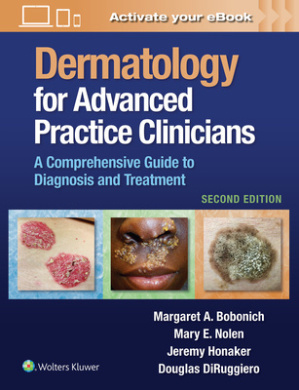 Activate your eBook
Dermatology
for Advanced
Practice Clinicians
A Comprehensive Guide to
Diagnosis and Treatment
SECOND EDITION
Margaret A. Bobonich
Mary E. Nolen
Jeremy Honaker
Douglas DiRuggiero
Wolters Kluwer